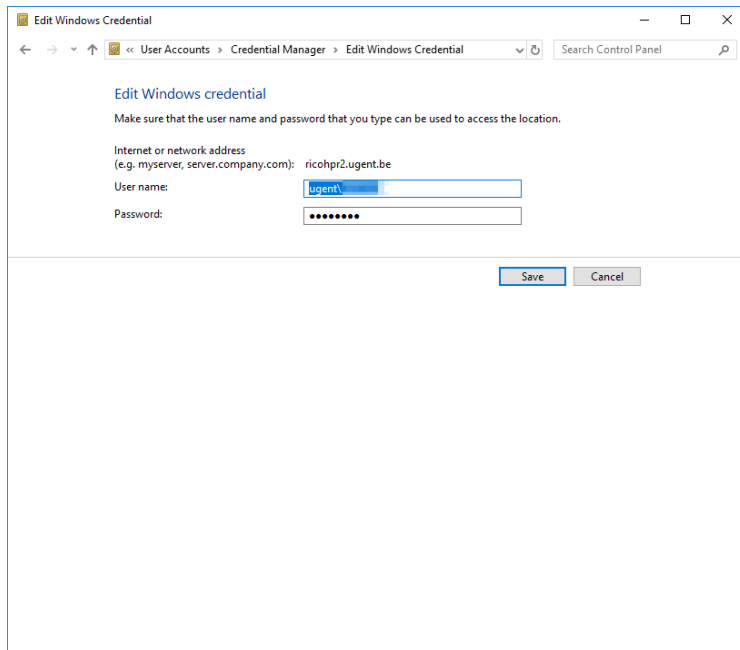 Edit Windows Credential
« User Accounts › Credential Manager › Edit Windows Credential
Search Control Panel
Edit Windows credential
Make sure that the user name and password that you type can be used to access the location.
Internet or network address
(e.g. myserver, server.company.com): ricohpr2.ugent.be
User name: ugent\
Password: ●●●●●●●●
Save Cancel